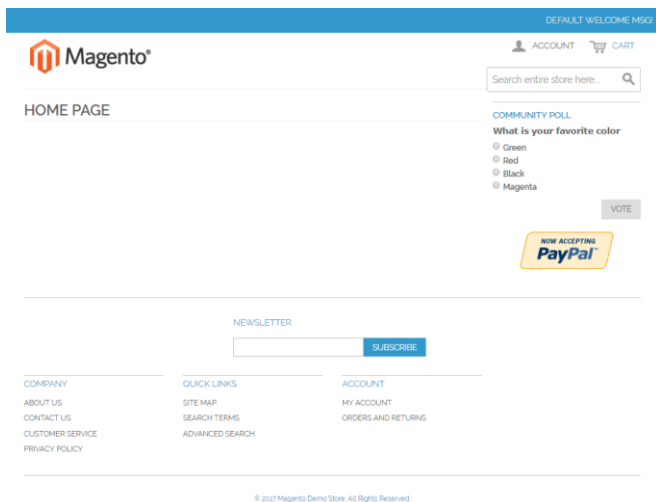 DEFAULT WELCOME MSG!
Magento®
ACCOUNT CART
Search entire store here...
HOME PAGE
COMMUNITY POLL
What is your favorite color
Green
Red
Black
Magenta
VOTE
NOW ACCEPTING
PayPal™
NEWSLETTER
SUBSCRIBE
COMPANY
ABOUT US
CONTACT US
CUSTOMER SERVICE
PRIVACY POLICY
QUICK LINKS
SITE MAP
SEARCH TERMS
ADVANCED SEARCH
ACCOUNT
MY ACCOUNT
ORDERS AND RETURNS
© 2017 Magento Demo Store. All Rights Reserved.